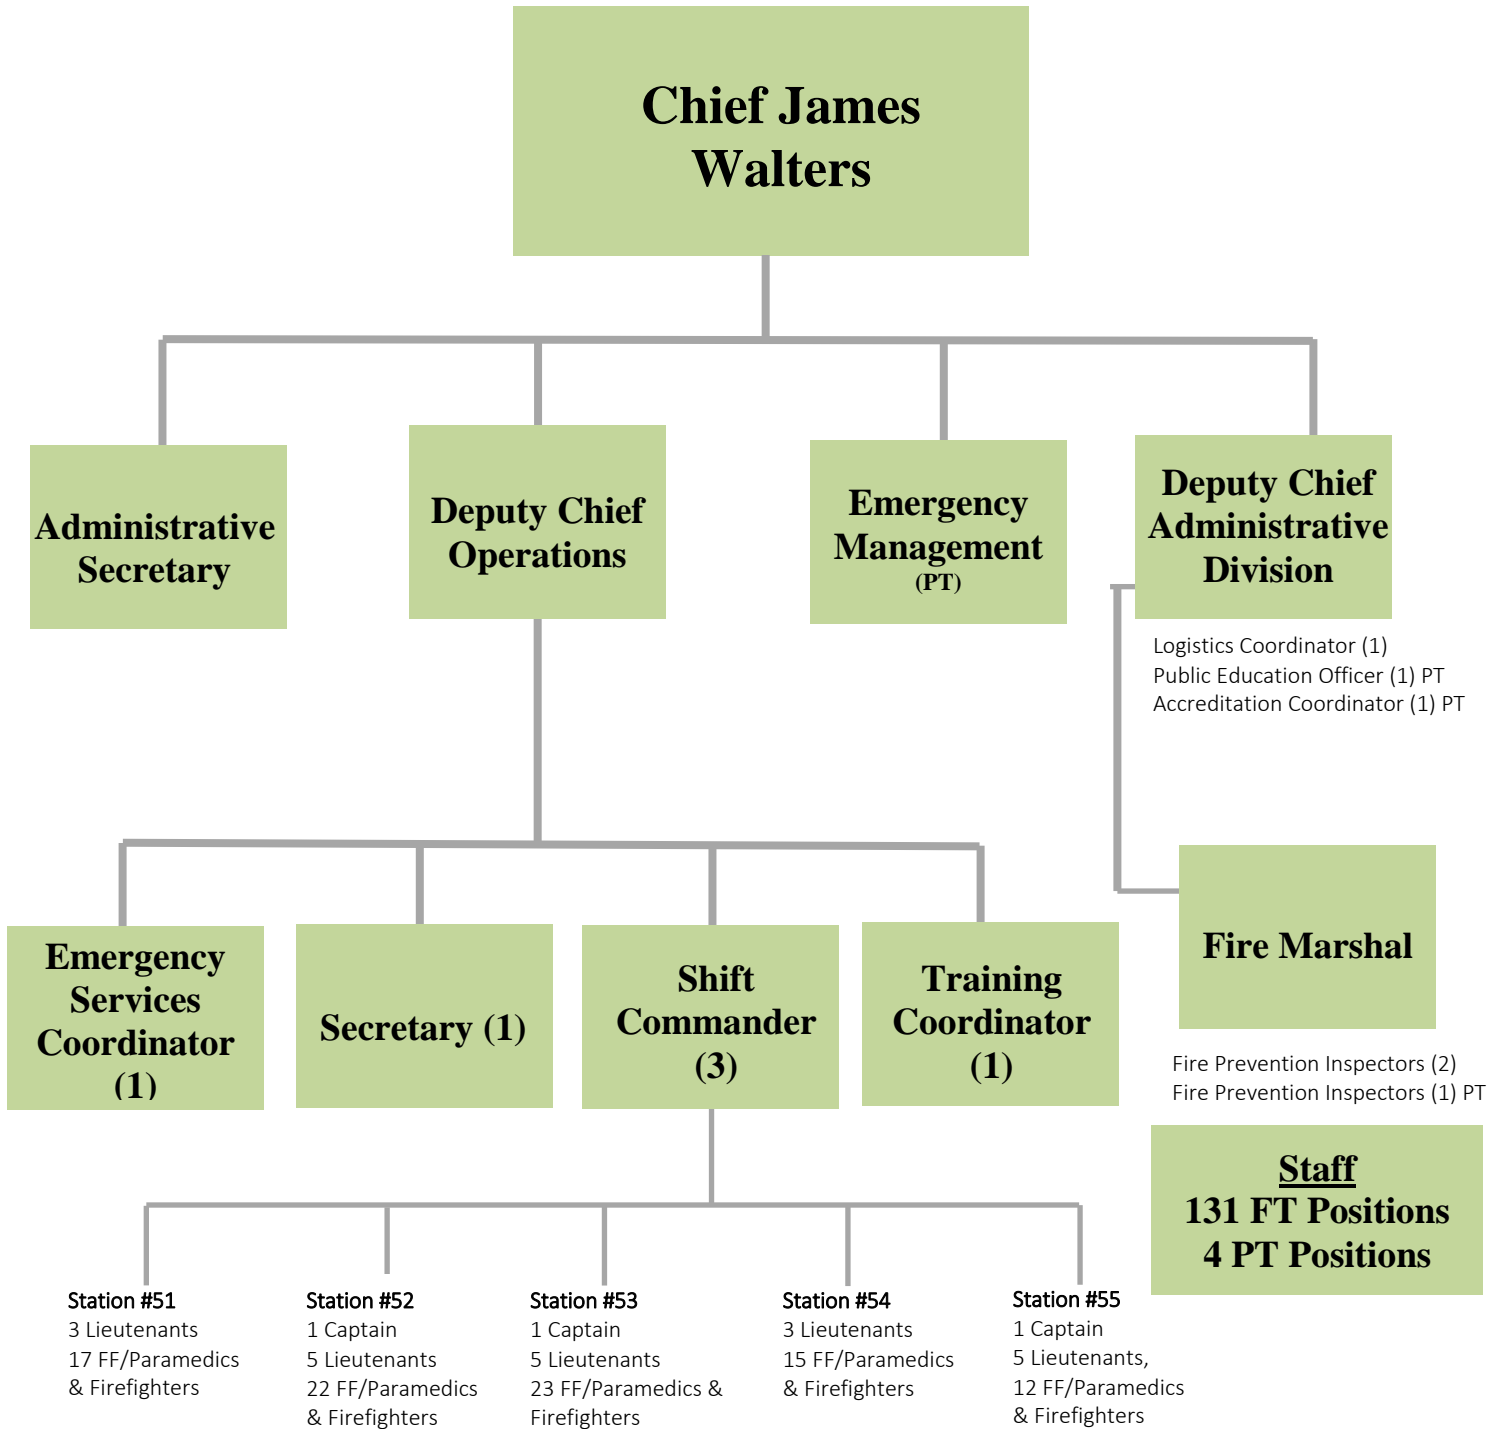 Chief James
Walters
Administrative
Secretary
Deputy Chief
Operations
Emergency
Management
(PT)
Deputy Chief
Administrative
Division
Logistics Coordinator (1)
Public Education Officer (1) PT
Accreditation Coordinator (1) PT
Emergency
Services
Coordinator
(1)
Secretary (1)
Shift
Commander
(3)
Training
Coordinator
(1)
Fire Marshal
Fire Prevention Inspectors (2)
Fire Prevention Inspectors (1) PT
Staff
131 FT Positions
4 PT Positions
Station #51
3 Lieutenants
17 FF/Paramedics
& Firefighters
Station #52
1 Captain
5 Lieutenants
22 FF/Paramedics
& Firefighters
Station #53
1 Captain
5 Lieutenants
23 FF/Paramedics &
Firefighters
Station #54
3 Lieutenants
15 FF/Paramedics
& Firefighters
Station #55
1 Captain
5 Lieutenants,
12 FF/Paramedics
& Firefighters